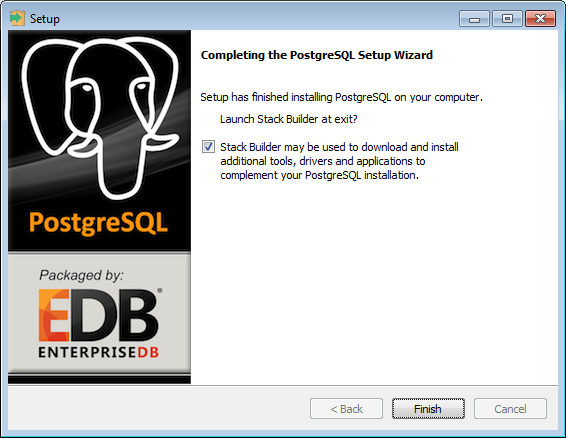 Setup
Completing the PostgreSQL Setup Wizard
Setup has finished installing PostgreSQL on your computer.
Launch Stack Builder at exit?
Stack Builder may be used to download and install
additional tools, drivers and applications to
complement your PostgreSQL installation.
PostgreSQL
Packaged by:
EDB®
ENTERPRISEDB
< Back
Finish
Cancel